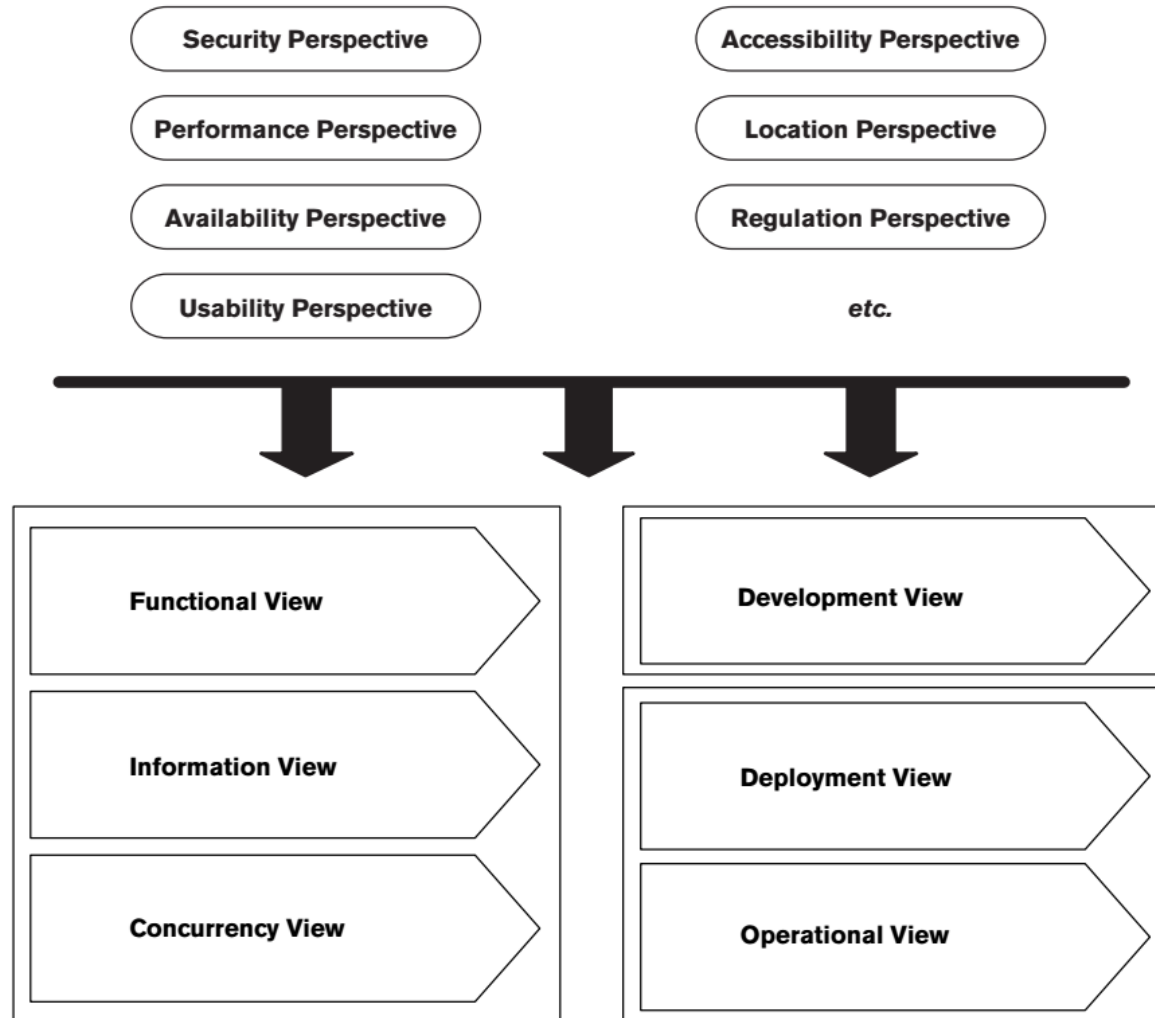 Security Perspective
Accessibility Perspective
Performance Perspective
Location Perspective
Availability Perspective
Regulation Perspective
Usability Perspective
etc.
Functional View
Development View
Information View
Deployment View
Concurrency View
Operational View